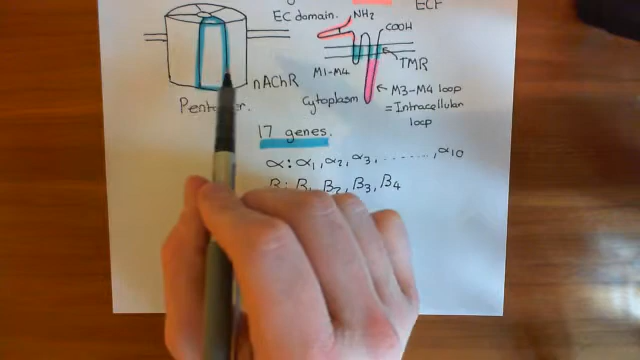 ECF
EC domain.
NH2
COOH
TMR
M1-M4
nAChR
Cytoplasm
M3-M4 loop
= Intracellular
loop
17 genes.
α: α1, α2, α3, ........, α10
β1, β2, β3, β4